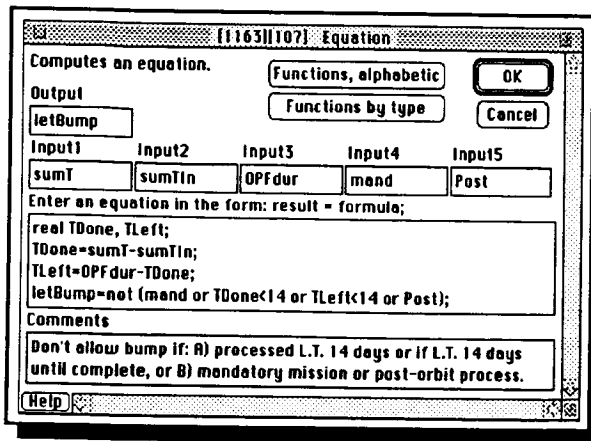 [1163][107] Equation
Computes an equation.
Functions, alphabetic
OK
Output
Functions by type
Cancel
letBump
Input1 Input2 Input3 Input4 Input5
sumT sumTIn OPFdur mand Post
Enter an equation in the form: result = formula;
real TDone, TLeft;
TDone=sumT-sumTIn;
TLeft=OPFdur-TDone;
letBump=not (mand or TDone<14 or TLeft<14 or Post);
Comments
Don't allow bump if: A) processed L.T. 14 days or if L.T. 14 days
until complete, or B) mandatory mission or post-orbit process.
Help